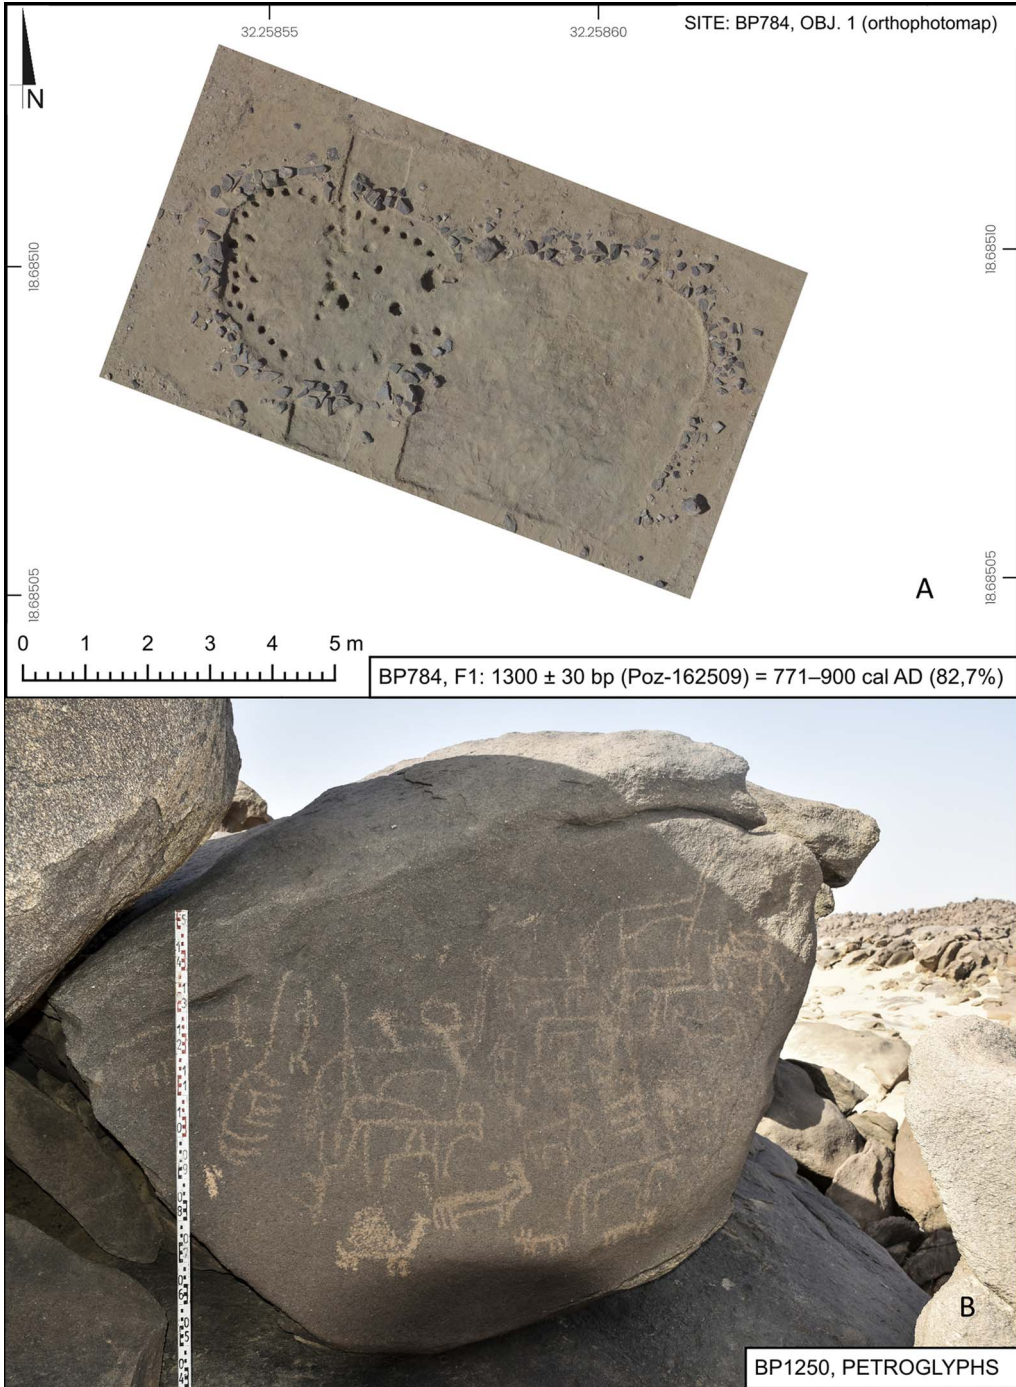 32.25855
32.25860
SITE: BP784, OBJ. 1 (orthophotomap)
N
18.68510
18.68510
18.68505
18.68505
A
0 1 2 3 4 5 m
BP784, F1: 1300 ± 30 bp (Poz-162509) = 771–900 cal AD (82,7%)
B
BP1250, PETROGLYPHS